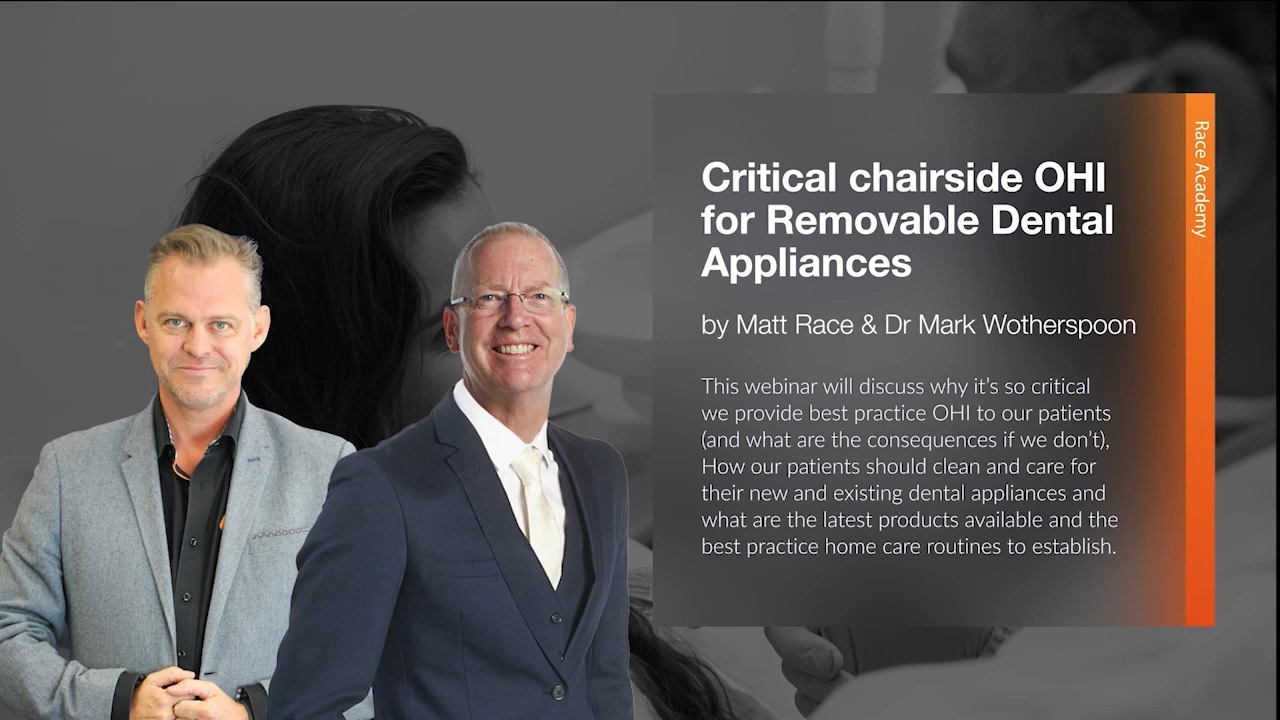 Critical chairside OHI
for Removable Dental
Appliances
by Matt Race & Dr Mark Wotherspoon
This webinar will discuss why it's so critical
we provide best practice OHI to our patients
(and what are the consequences if we don't),
How our patients should clean and care for
their new and existing dental appliances and
what are the latest products available and the
best practice home care routines to establish.
Race Academy